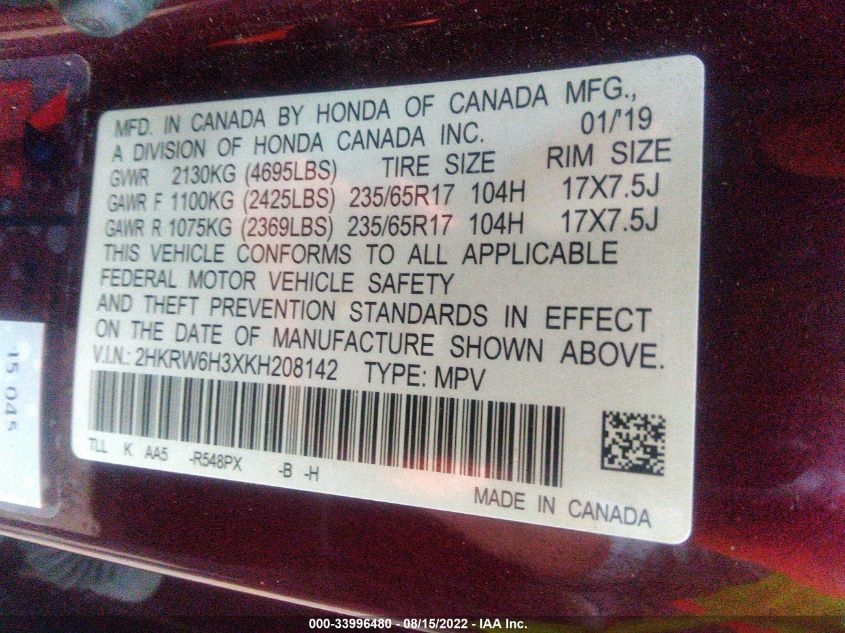 MFD. IN CANADA BY HONDA OF CANADA MFG.,
A DIVISION OF HONDA CANADA INC. 01/'19
GVWR 2130KG (4695LBS) TIRE SIZE RIM SIZE
GAWR F 1100KG (2425LBS) 235/65R17 104H 17X7.5J
GAWR R 1075KG (2369LBS) 235/65R17 104H 17X7.5J
THIS VEHICLE CONFORMS TO ALL APPLICABLE
FEDERAL MOTOR VEHICLE SAFETY
AND THEFT PREVENTION STANDARDS IN EFFECT
ON THE DATE OF MANUFACTURE SHOWN ABOVE.
V.I.N.: 2HKRW6H3XKH208142 TYPE: MPV
TLL K AA5 -R548PX -B -H
MADE IN CANADA
15 045
000-33996480 - 08/15/2022 - IAA Inc.